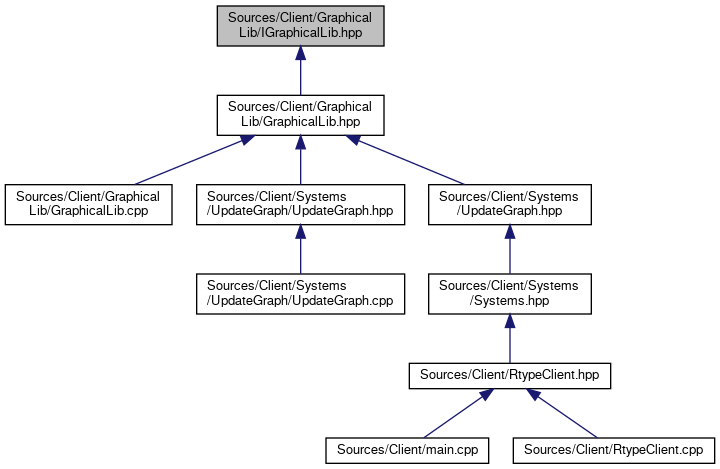 Sources/Client/Graphical
Lib/IGraphicalLib.hpp
Sources/Client/Graphical
Lib/GraphicalLib.hpp
Sources/Client/Graphical
Lib/GraphicalLib.cpp
Sources/Client/Systems
/UpdateGraph/UpdateGraph.hpp
Sources/Client/Systems
/UpdateGraph.hpp
Sources/Client/Systems
/UpdateGraph/UpdateGraph.cpp
Sources/Client/Systems
/Systems.hpp
Sources/Client/RtypeClient.hpp
Sources/Client/main.cpp
Sources/Client/RtypeClient.cpp